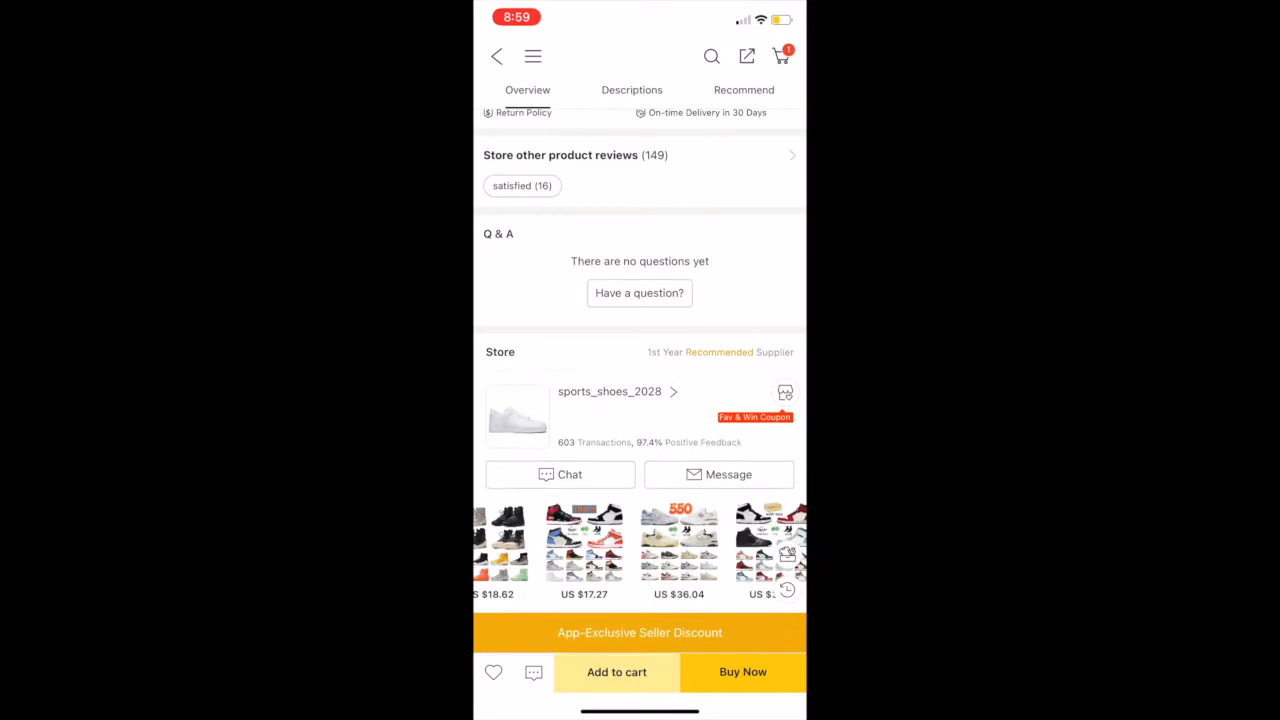 8:59
1
Overview
Descriptions
Recommend
Return Policy
On-time Delivery in 30 Days
Store other product reviews (149)
satisfied (16)
Q & A
There are no questions yet
Have a question?
Store
1st Year Recommended Supplier
sports_shoes_2028
Fav & Win Coupon
603 Transactions, 97.4% Positive Feedback
Chat
Message
550
S $18.62
US $17.27
US $36.04
US $
App-Exclusive Seller Discount
Add to cart
Buy Now